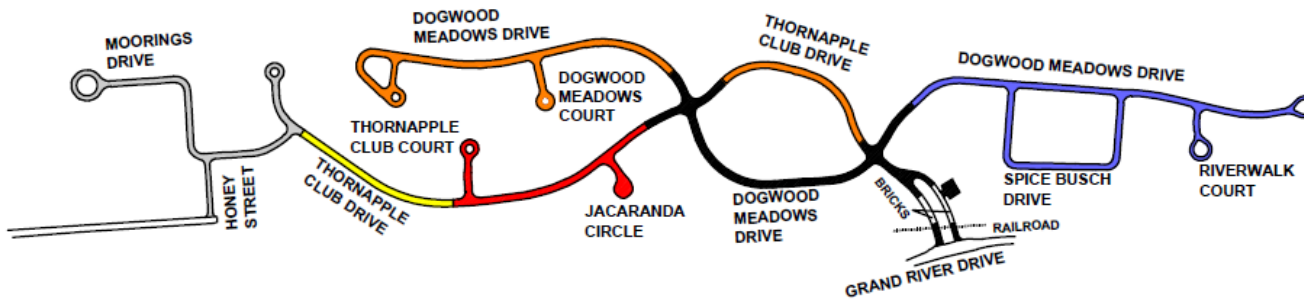 MOORINGS
DRIVE
HONEY
STREET
THORNAPPLE
CLUB DRIVE
DOGWOOD
MEADOWS DRIVE
DOGWOOD
MEADOWS
COURT
THORNAPPLE
CLUB COURT
JACARANDA
CIRCLE
THORNAPPLE
CLUB DRIVE
DOGWOOD
MEADOWS
DRIVE
DOGWOOD MEADOWS DRIVE
SPICE BUSCH
DRIVE
RIVERWALK
COURT
BRICKS
RAILROAD
GRAND RIVER DRIVE